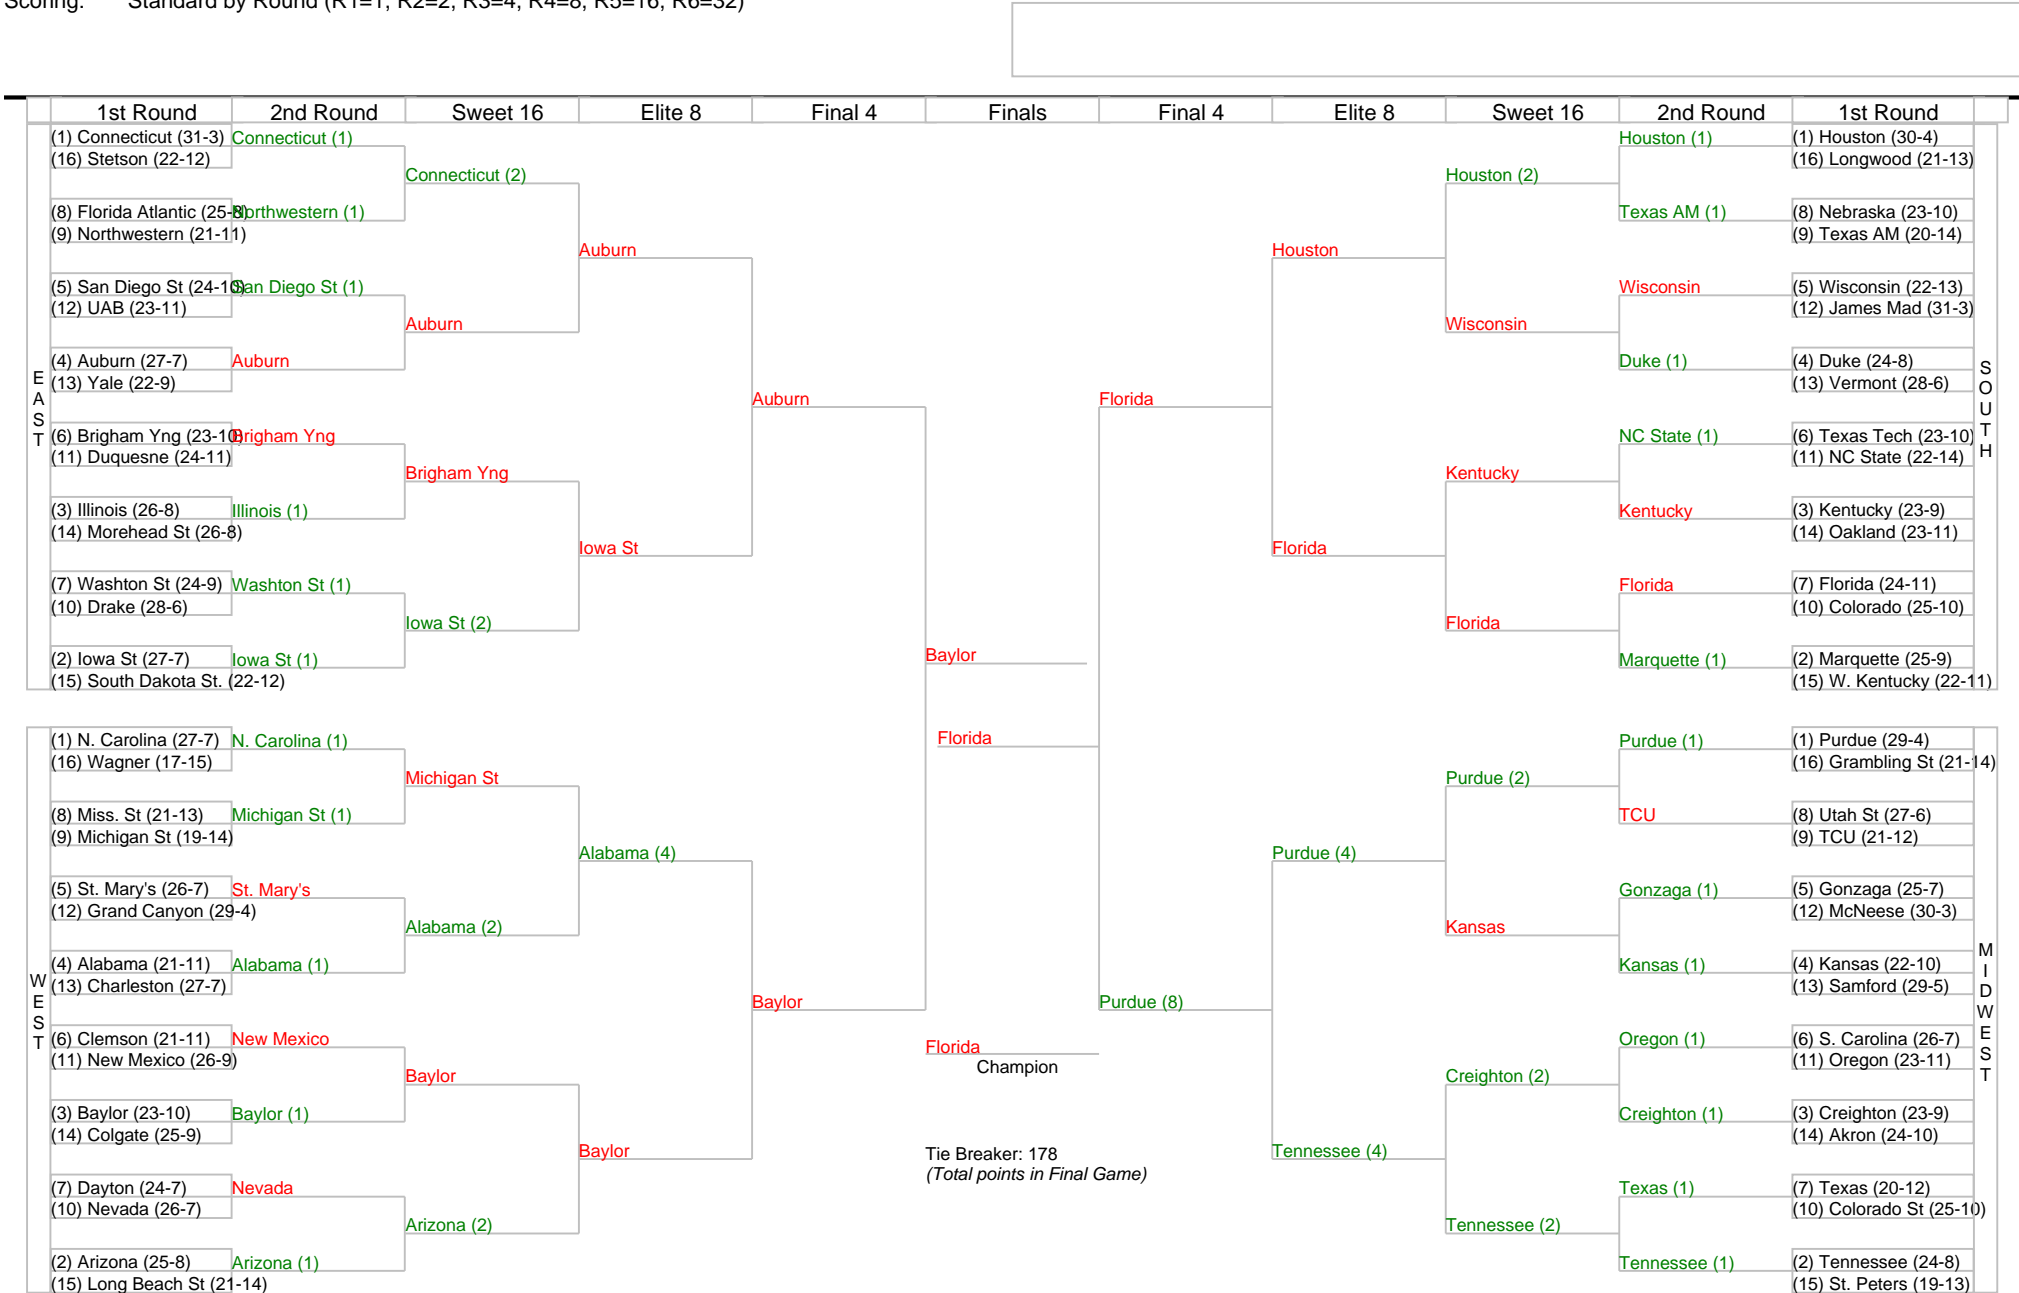 Scoring: Standard by Round (R1=1, R2=2, R3=4, R4=8, R5=16, R6=32)
1st Round 2nd Round Sweet 16 Elite 8 Final 4 Finals Final 4 Elite 8 Sweet 16 2nd Round 1st Round
EAST
(1) Connecticut (31-3)
(16) Stetson (22-12)
(8) Florida Atlantic (25-8)
(9) Northwestern (21-11)
(5) San Diego St (24-10)
(12) UAB (23-11)
(4) Auburn (27-7)
(13) Yale (22-9)
(6) Brigham Yng (23-10)
(11) Duquesne (24-11)
(3) Illinois (26-8)
(14) Morehead St (26-8)
(7) Washton St (24-9)
(10) Drake (28-6)
(2) Iowa St (27-7)
(15) South Dakota St. (22-12)
Connecticut (1)
Northwestern (1)
San Diego St (1)
Auburn
Brigham Yng
Illinois (1)
Washton St (1)
Iowa St (1)
Connecticut (2)
Auburn
Brigham Yng
Iowa St (2)
Auburn
Iowa St
Auburn
WEST
(1) N. Carolina (27-7)
(16) Wagner (17-15)
(8) Miss. St (21-13)
(9) Michigan St (19-14)
(5) St. Mary's (26-7)
(12) Grand Canyon (29-4)
(4) Alabama (21-11)
(13) Charleston (27-7)
(6) Clemson (21-11)
(11) New Mexico (26-9)
(3) Baylor (23-10)
(14) Colgate (25-9)
(7) Dayton (24-7)
(10) Nevada (26-7)
(2) Arizona (25-8)
(15) Long Beach St (21-14)
N. Carolina (1)
Michigan St (1)
St. Mary's
Alabama (1)
New Mexico
Baylor (1)
Nevada
Arizona (1)
Michigan St
Alabama (2)
Baylor
Arizona (2)
Alabama (4)
Baylor
Baylor
Baylor
Florida
Florida
Champion
Tie Breaker: 178
(Total points in Final Game)
Florida
Houston
Florida
Houston (2)
Wisconsin
Kentucky
Florida
Houston (1)
Texas AM (1)
Wisconsin
Duke (1)
NC State (1)
Kentucky
Florida
Marquette (1)
(1) Houston (30-4)
(16) Longwood (21-13)
(8) Nebraska (23-10)
(9) Texas AM (20-14)
(5) Wisconsin (22-13)
(12) James Mad (31-3)
(4) Duke (24-8)
(13) Vermont (28-6)
(6) Texas Tech (23-10)
(11) NC State (22-14)
(3) Kentucky (23-9)
(14) Oakland (23-11)
(7) Florida (24-11)
(10) Colorado (25-10)
(2) Marquette (25-9)
(15) W. Kentucky (22-11)
SOUTH
Purdue (8)
Purdue (4)
Tennessee (4)
Purdue (2)
Kansas
Creighton (2)
Tennessee (2)
Purdue (1)
TCU
Gonzaga (1)
Kansas (1)
Oregon (1)
Creighton (1)
Texas (1)
Tennessee (1)
(1) Purdue (29-4)
(16) Grambling St (21-14)
(8) Utah St (27-6)
(9) TCU (21-12)
(5) Gonzaga (25-7)
(12) McNeese (30-3)
(4) Kansas (22-10)
(13) Samford (29-5)
(6) S. Carolina (26-7)
(11) Oregon (23-11)
(3) Creighton (23-9)
(14) Akron (24-10)
(7) Texas (20-12)
(10) Colorado St (25-10)
(2) Tennessee (24-8)
(15) St. Peters (19-13)
MIDWEST